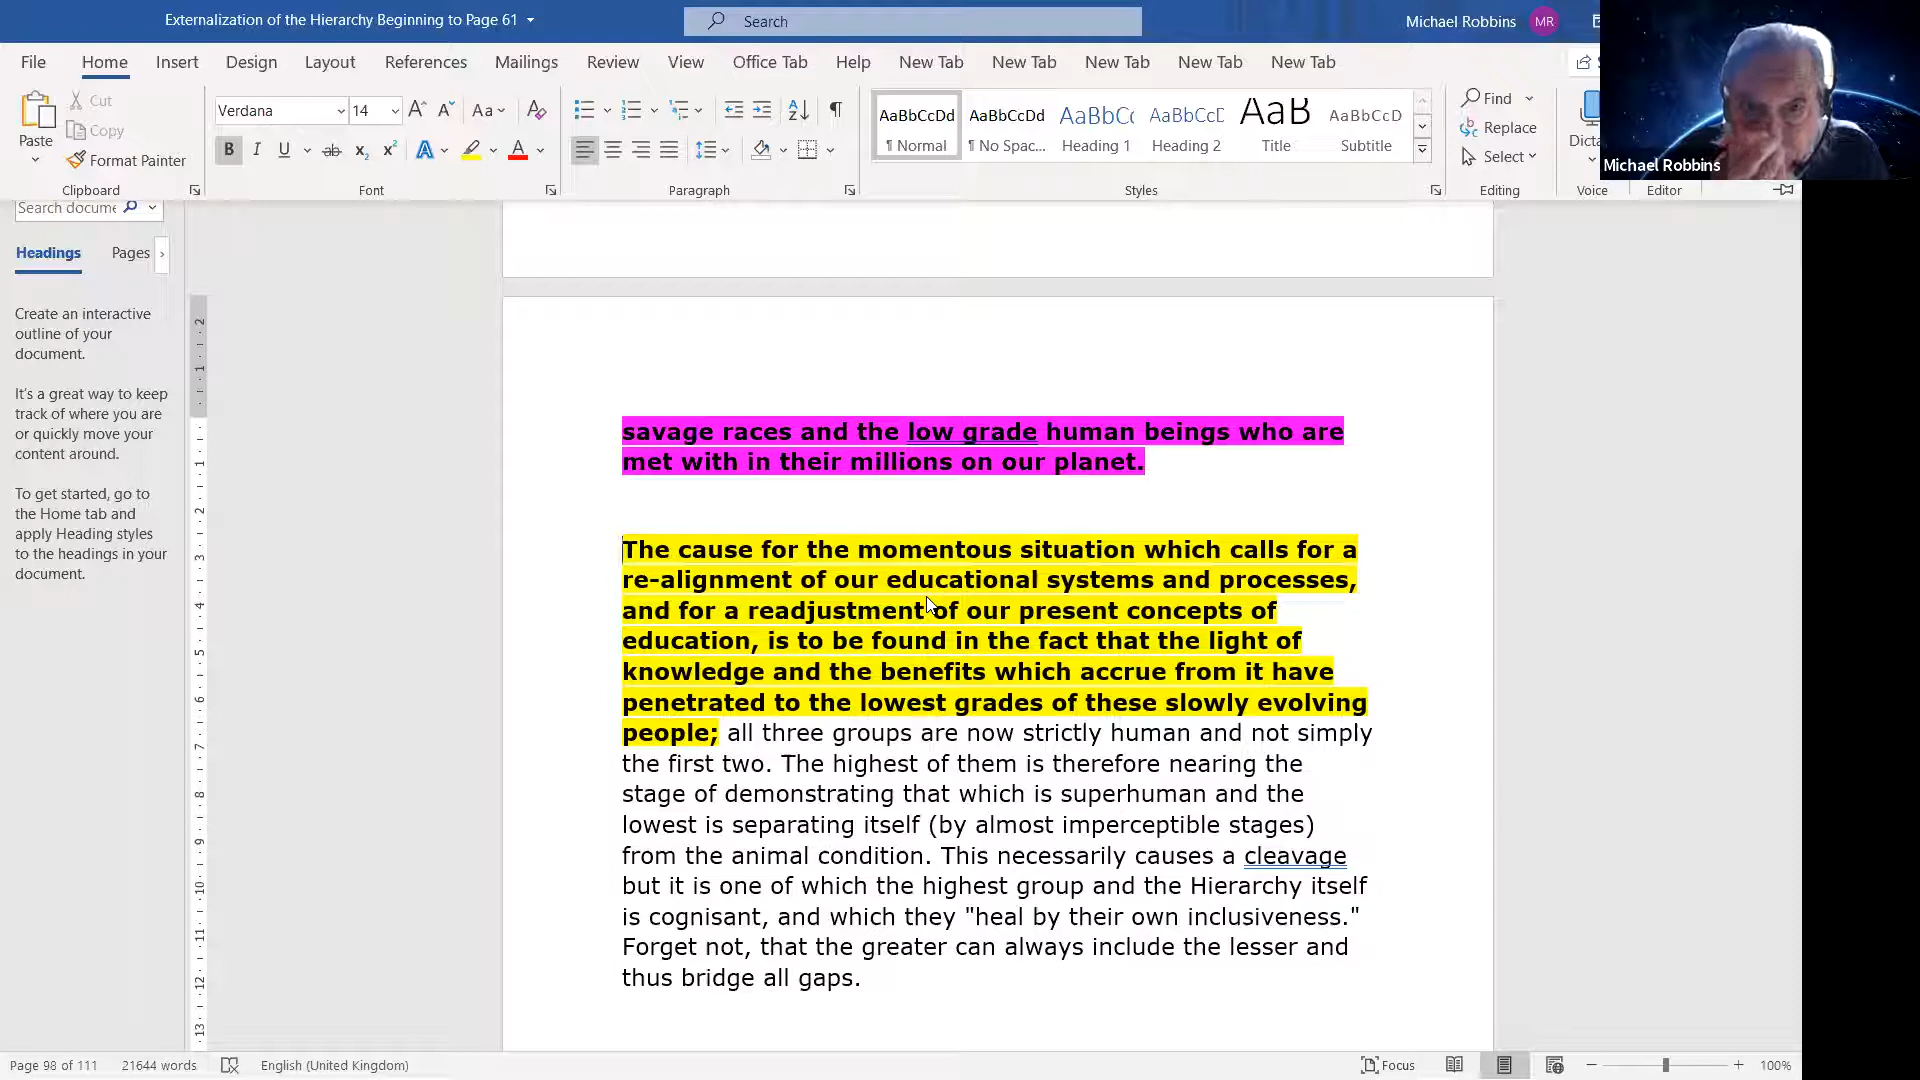 Externalization of the Hierarchy Beginning to Page 61
Search
Michael Robbins
MR
File Home Insert Design Layout References Mailings Review View Office Tab Help New Tab New Tab New Tab New Tab New Tab
Paste
Cut
Copy
Format Painter
Clipboard
Verdana 14
Font
Paragraph
AaBbCcDd
¶ Normal
AaBbCcDd
¶ No Spac...
AaBbCc
Heading 1
AaBbCcD
Heading 2
AaB
Title
AaBbCcD
Subtitle
Styles
Find
Replace
Select
Editing
Voice
Editor
Michael Robbins
Search docume
Headings Pages
Create an interactive
outline of your
document.
It's a great way to keep
track of where you are
or quickly move your
content around.
To get started, go to
the Home tab and
apply Heading styles
to the headings in your
document.
savage races and the low grade human beings who are
met with in their millions on our planet.
The cause for the momentous situation which calls for a
re-alignment of our educational systems and processes,
and for a readjustment of our present concepts of
education, is to be found in the fact that the light of
knowledge and the benefits which accrue from it have
penetrated to the lowest grades of these slowly evolving
people; all three groups are now strictly human and not simply
the first two. The highest of them is therefore nearing the
stage of demonstrating that which is superhuman and the
lowest is separating itself (by almost imperceptible stages)
from the animal condition. This necessarily causes a cleavage
but it is one of which the highest group and the Hierarchy itself
is cognisant, and which they "heal by their own inclusiveness."
Forget not, that the greater can always include the lesser and
thus bridge all gaps.
Page 98 of 111 21644 words English (United Kingdom) Focus 100%